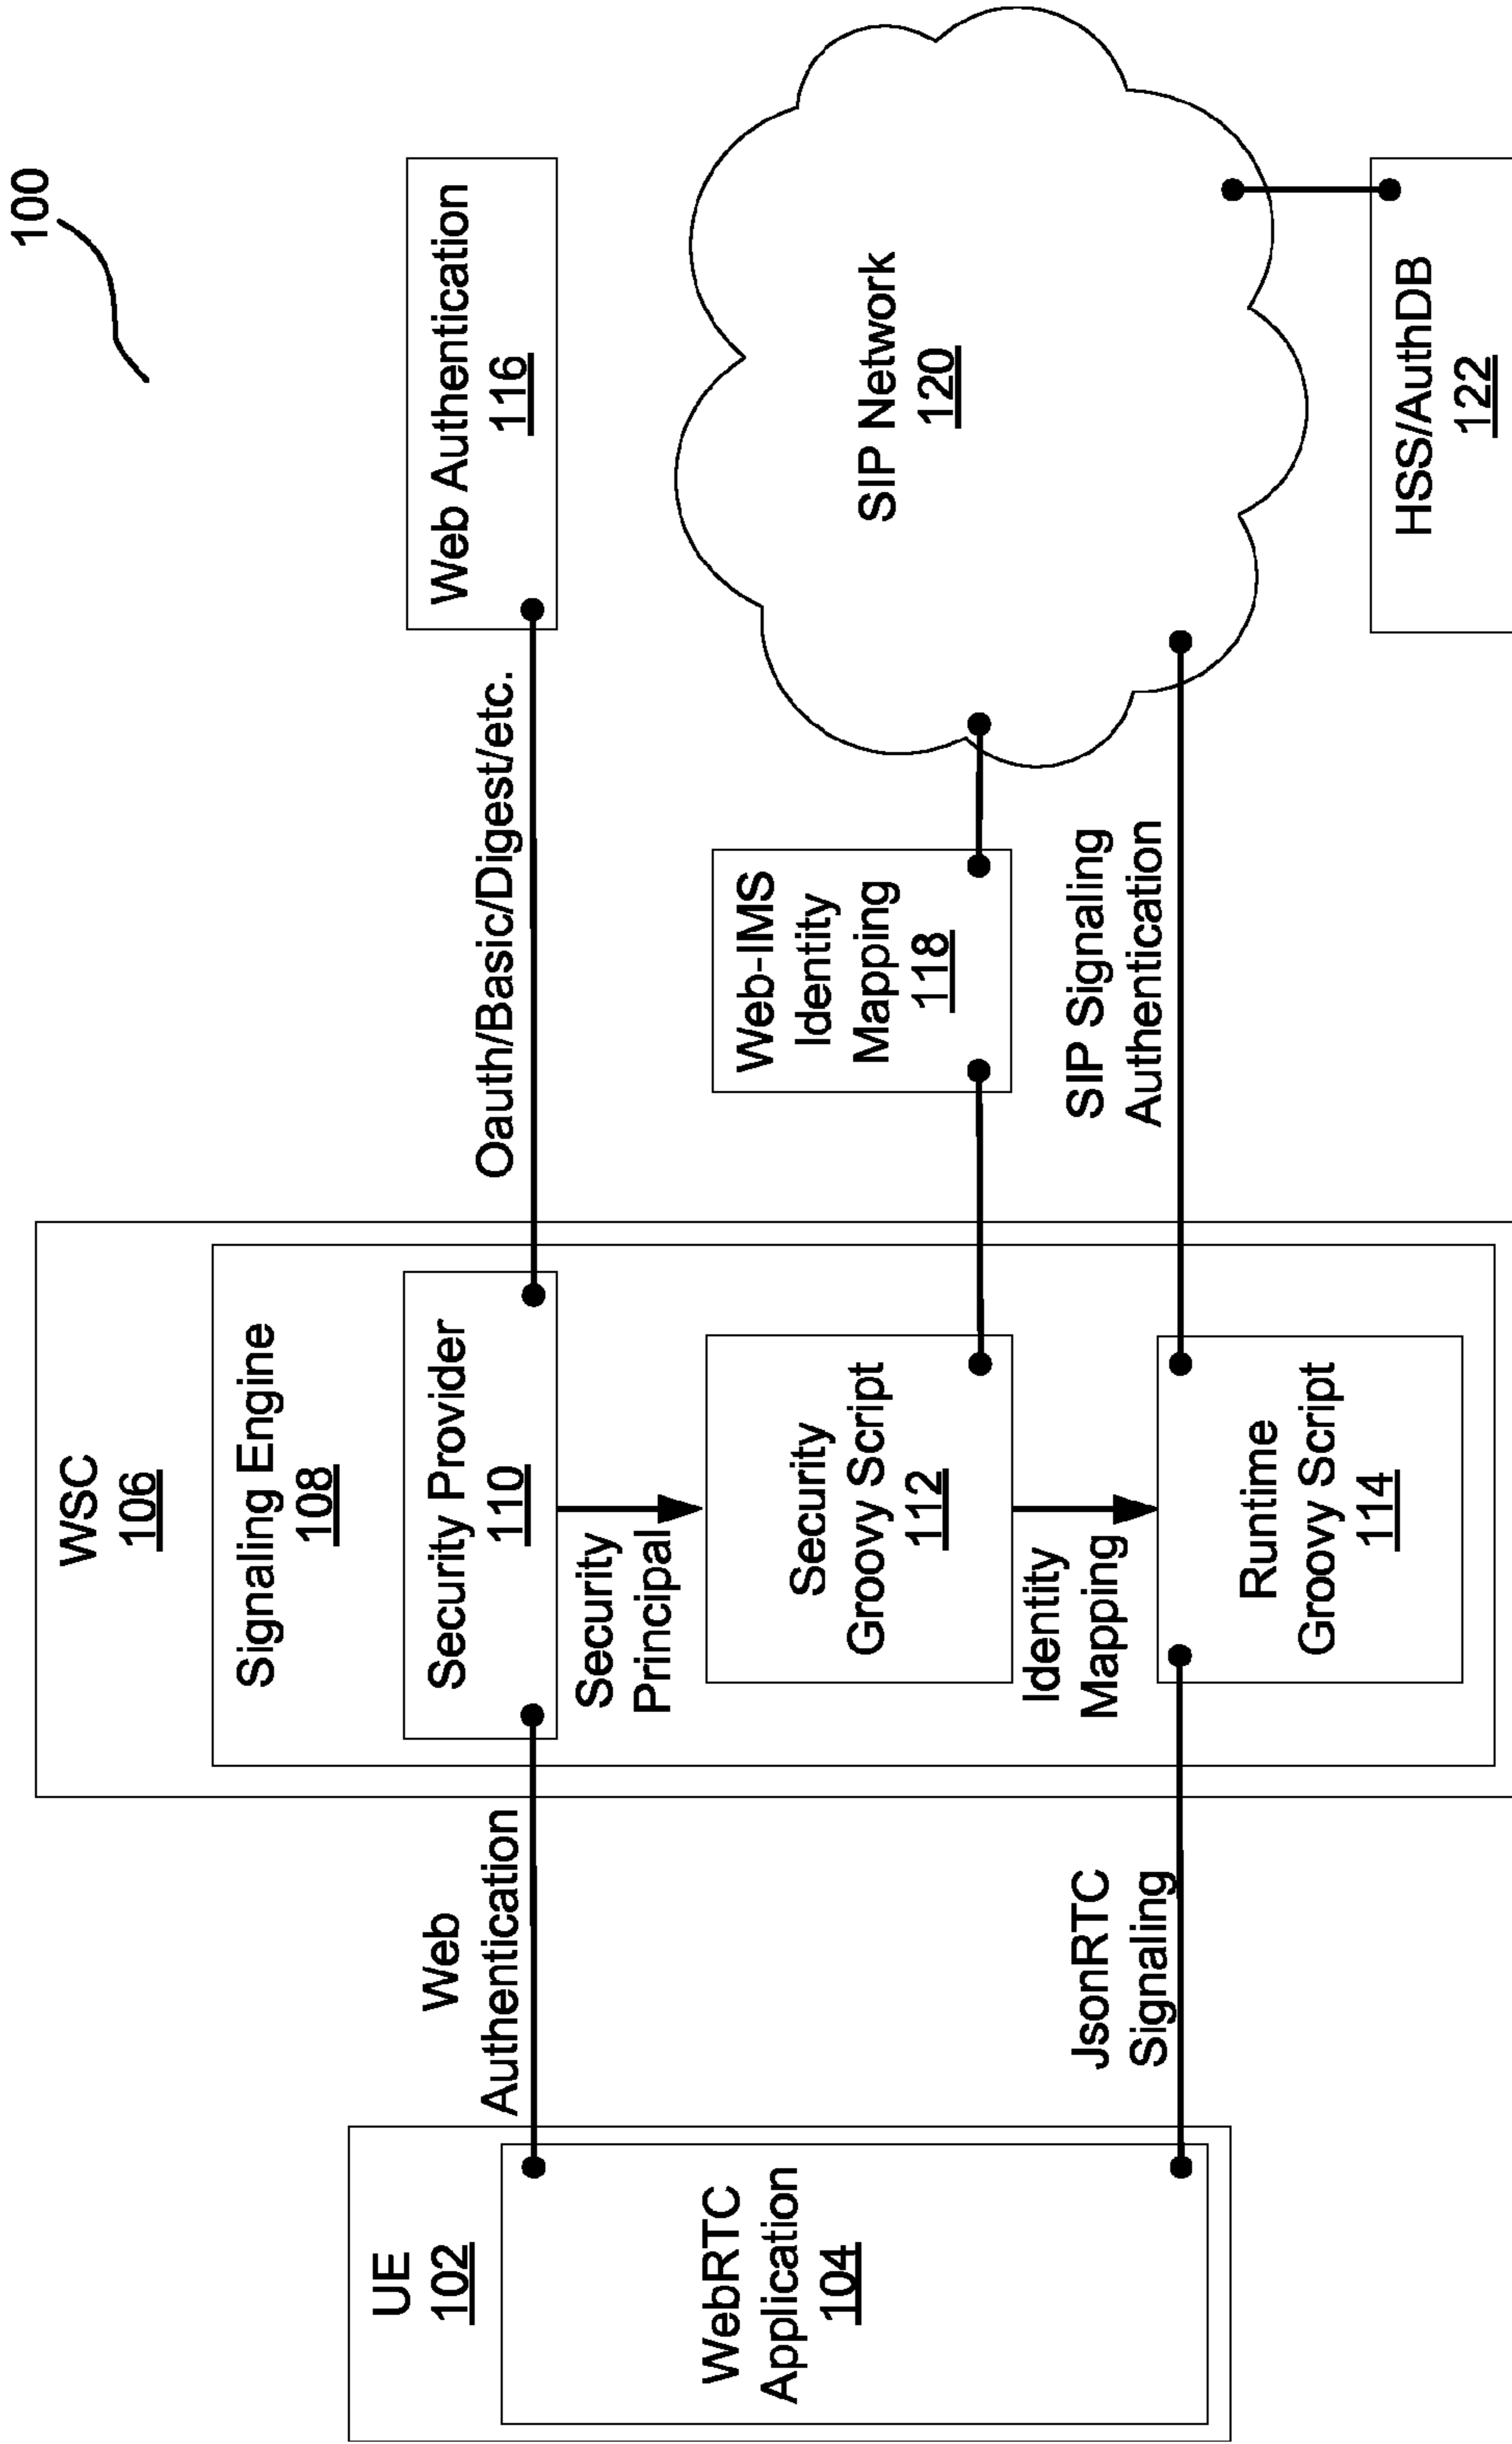 100
UE
102
WebRTC
Application
104
Web
Authentication
JsonRTC
Signaling
WSC
106
Signaling Engine
108
Security Provider
110
Security
Principal
Security
Groovy Script
112
Identity
Mapping
Runtime
Groovy Script
114
Oauth/Basic/Digest/etc.
Web Authentication
116
Web-IMS
Identity
Mapping
118
SIP Signaling
Authentication
SIP Network
120
HSS/AuthDB
122